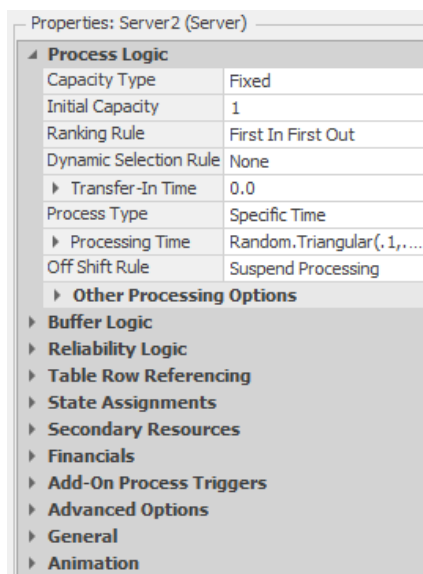 Properties: Server2 (Server)
Process Logic
Capacity Type Fixed
Initial Capacity 1
Ranking Rule First In First Out
Dynamic Selection Rule None
Transfer-In Time 0.0
Process Type Specific Time
Processing Time Random.Triangular(.1,....
Off Shift Rule Suspend Processing
Other Processing Options
Buffer Logic
Reliability Logic
Table Row Referencing
State Assignments
Secondary Resources
Financials
Add-On Process Triggers
Advanced Options
General
Animation